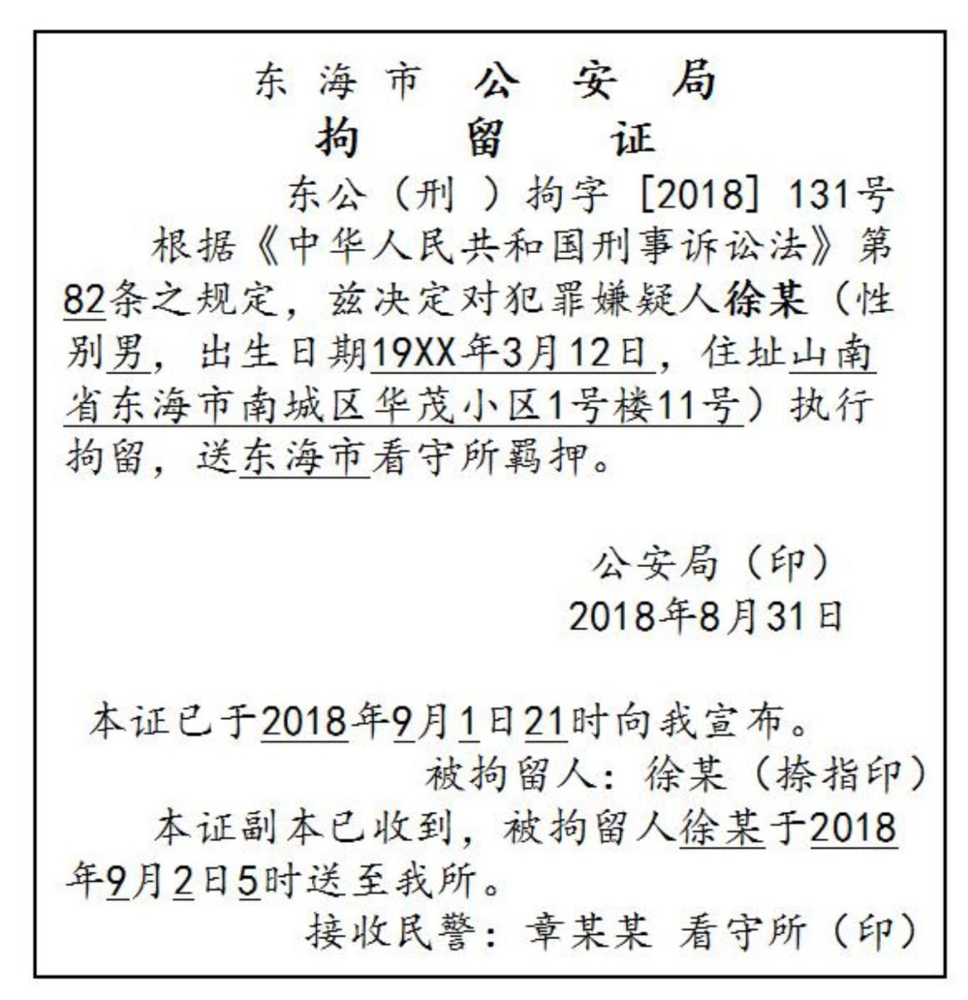 东海市公安局
拘留证
东公（刑 ）拘字［2018］131号
根据《中华人民共和国刑事诉讼法》第
82条之规定，兹决定对犯罪嫌疑人徐某（性
别男，出生日期19XX年3月12日，住址山南
省东海市南城区华茂小区1号楼11号）执行
拘留，送东海市看守所羁押。
公安局（印）
2018年8月31日
本证已于2018年9月1日21时向我宣布。
被拘留人：徐某（捺指印）
本证副本已收到，被拘留人徐某于2018
年9月2日5时送至我所。
接收民警：章某某 看守所（印）